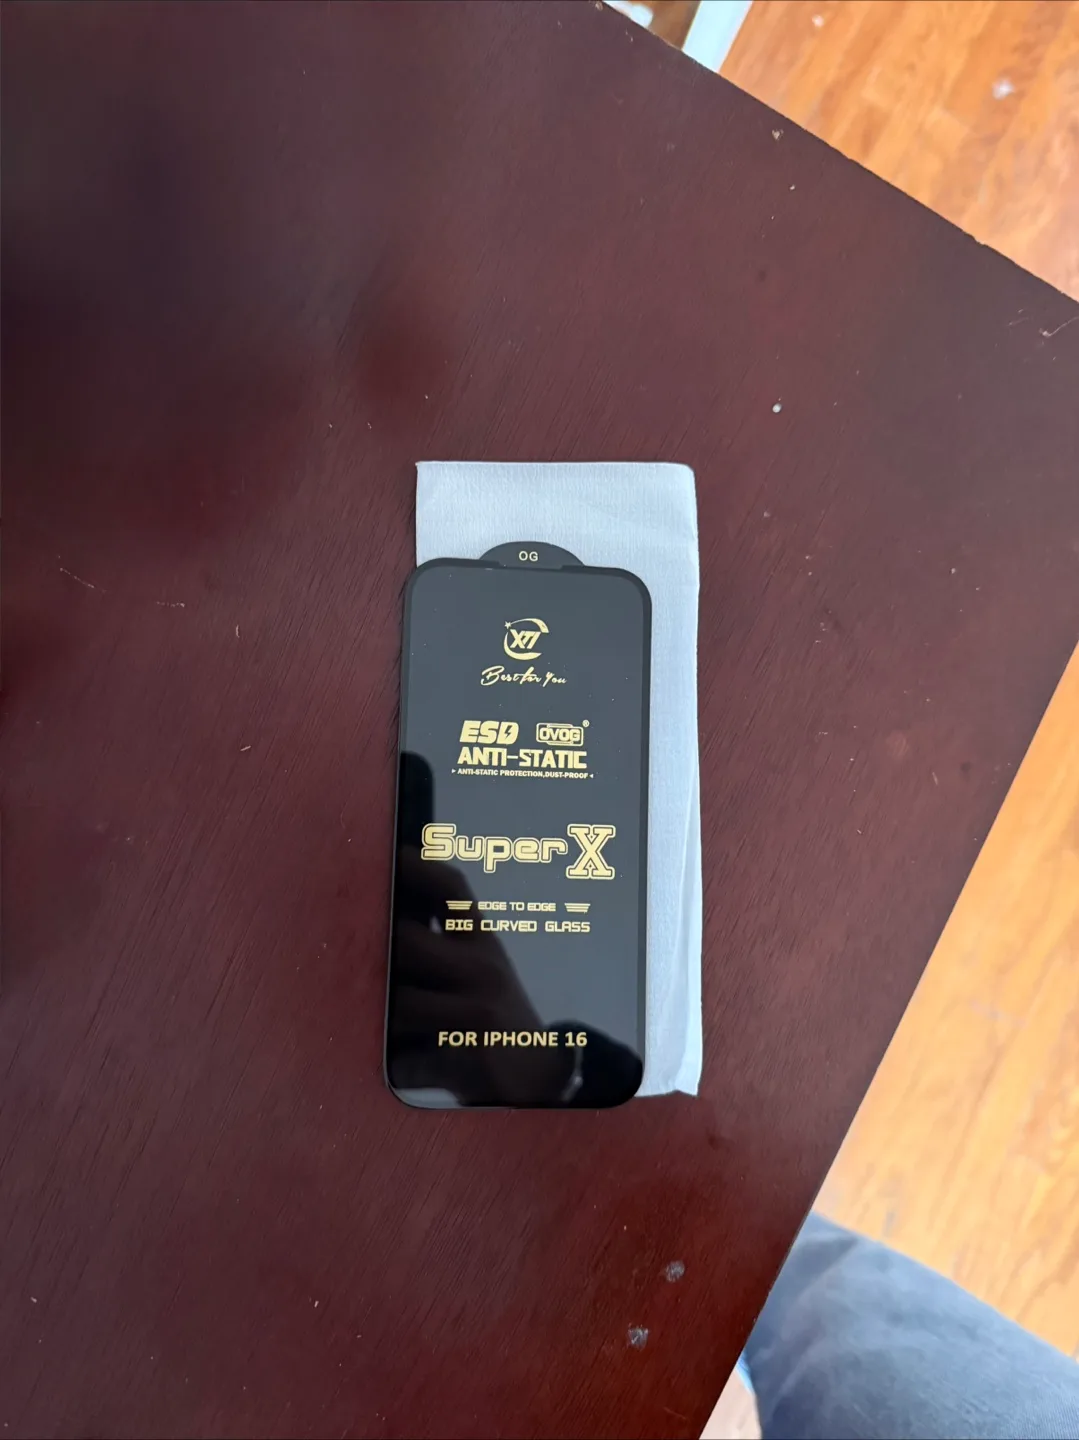 OG
XTI
Best for You
ESD OVOG®
ANTI-STATIC
ANTI-STATIC PROTECTION,DUST-PROOF
Super X
EDGE TO EDGE
BIG CURVED GLASS
FOR IPHONE 16